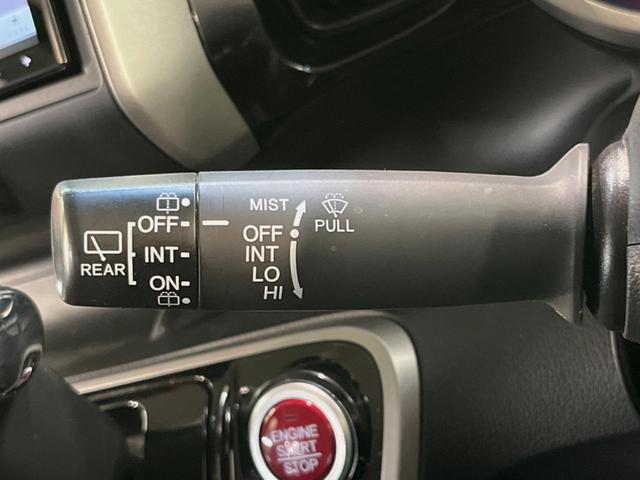 REAR
OFF
INT
ON
MIST
OFF
INT
LO
HI
PULL
ENGINE
START
STOP